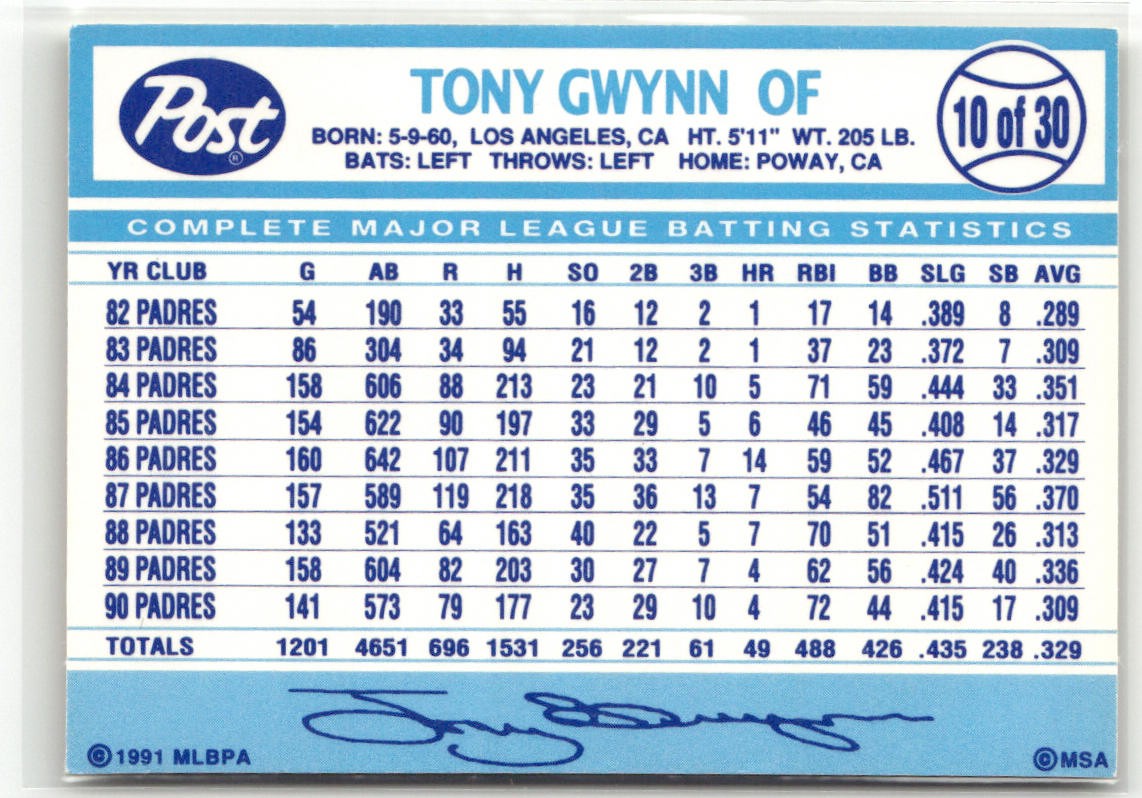 Post®
TONY GWYNN OF
BORN: 5-9-60, LOS ANGELES, CA HT. 5'11" WT. 205 LB.
BATS: LEFT THROWS: LEFT HOME: POWAY, CA
10 of 30
COMPLETE MAJOR LEAGUE BATTING STATISTICS
YR CLUB G AB R H SO 2B 3B HR RBI BB SLG SB AVG
82 PADRES 54 190 33 55 16 12 2 1 17 14 .389 8 .289
83 PADRES 86 304 34 94 21 12 2 1 37 23 .372 7 .309
84 PADRES 158 606 88 213 23 21 10 5 71 59 .444 33 .351
85 PADRES 154 622 90 197 33 29 5 6 46 45 .408 14 .317
86 PADRES 160 642 107 211 35 33 7 14 59 52 .467 37 .329
87 PADRES 157 589 119 218 35 36 13 7 54 82 .511 56 .370
88 PADRES 133 521 64 163 40 22 5 7 70 51 .415 26 .313
89 PADRES 158 604 82 203 30 27 7 4 62 56 .424 40 .336
90 PADRES 141 573 79 177 23 29 10 4 72 44 .415 17 .309
TOTALS 1201 4651 696 1531 256 221 61 49 488 426 .435 238 .329
Tony Gwynn
©1991 MLBPA
©MSA